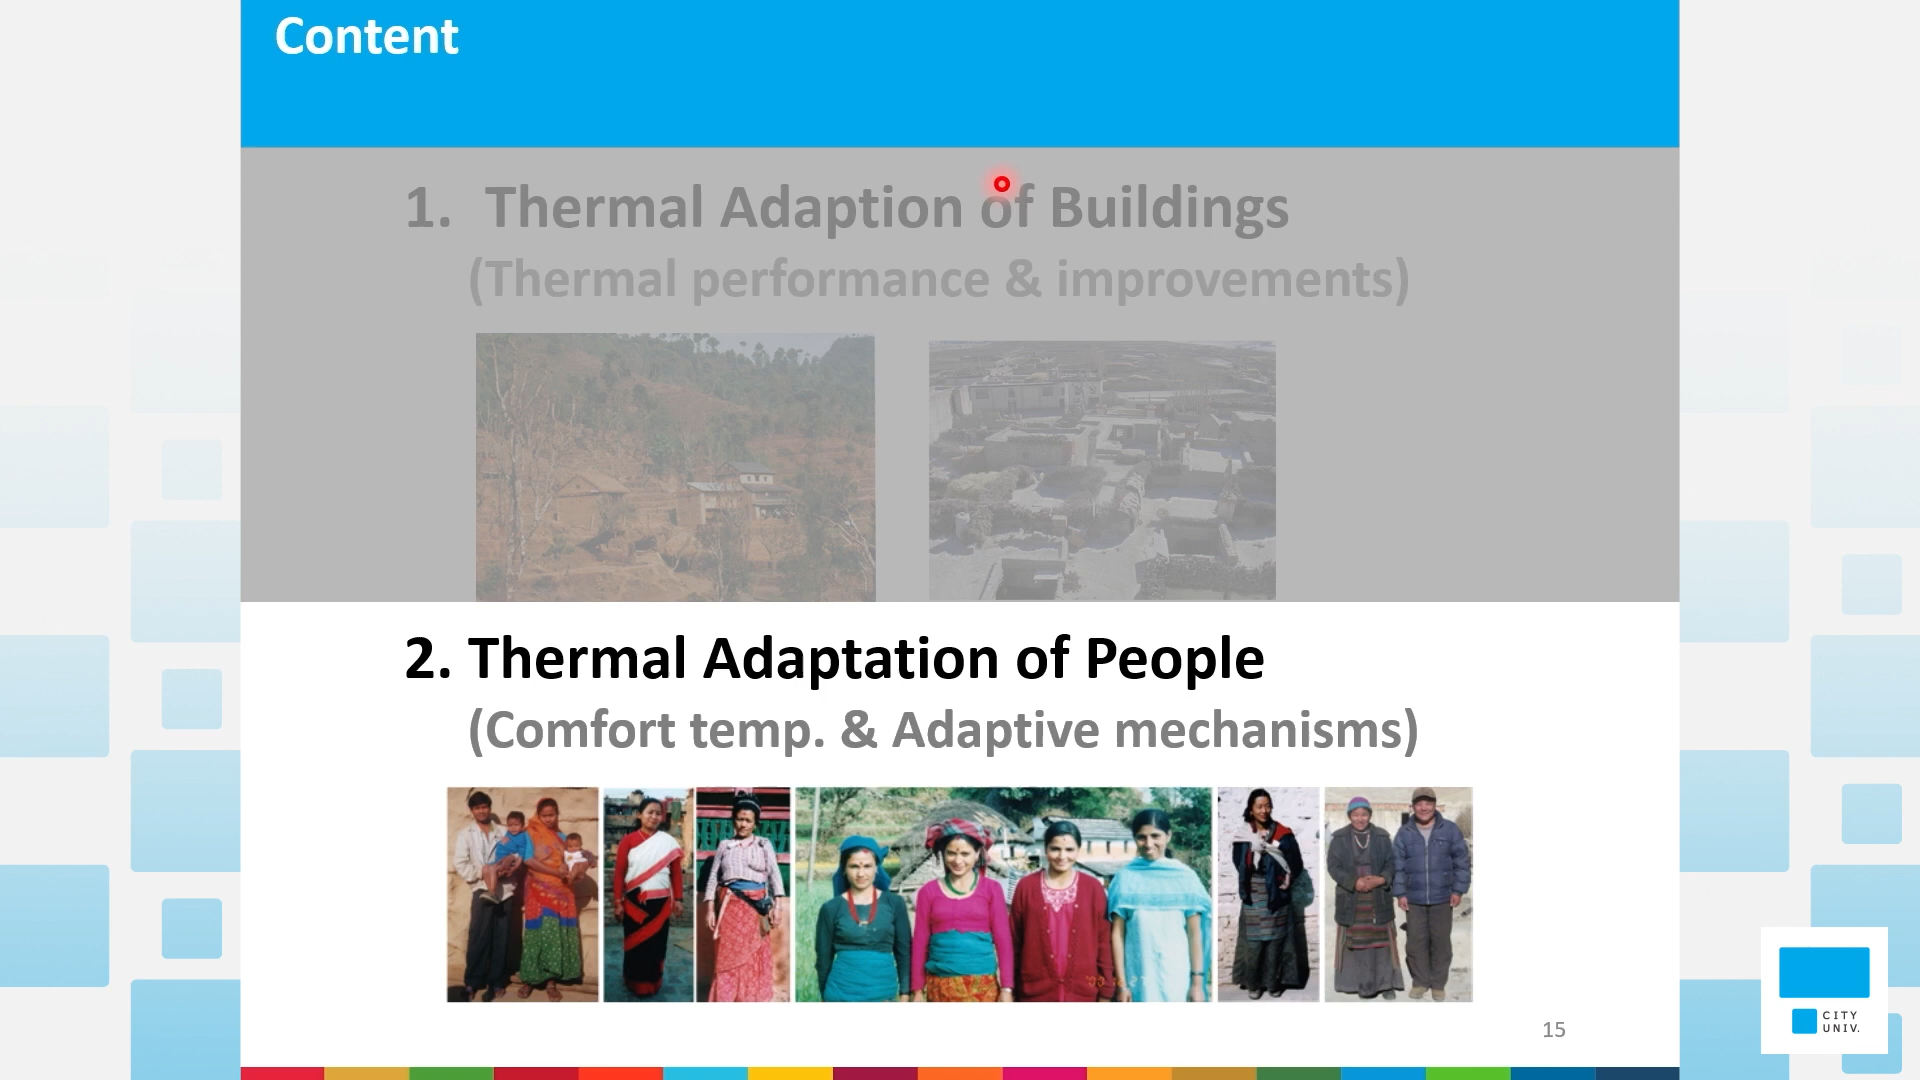 Content
1. Thermal Adaption of Buildings
(Thermal performance & improvements)
2. Thermal Adaptation of People
(Comfort temp. & Adaptive mechanisms)
15
CITY
UNIV.